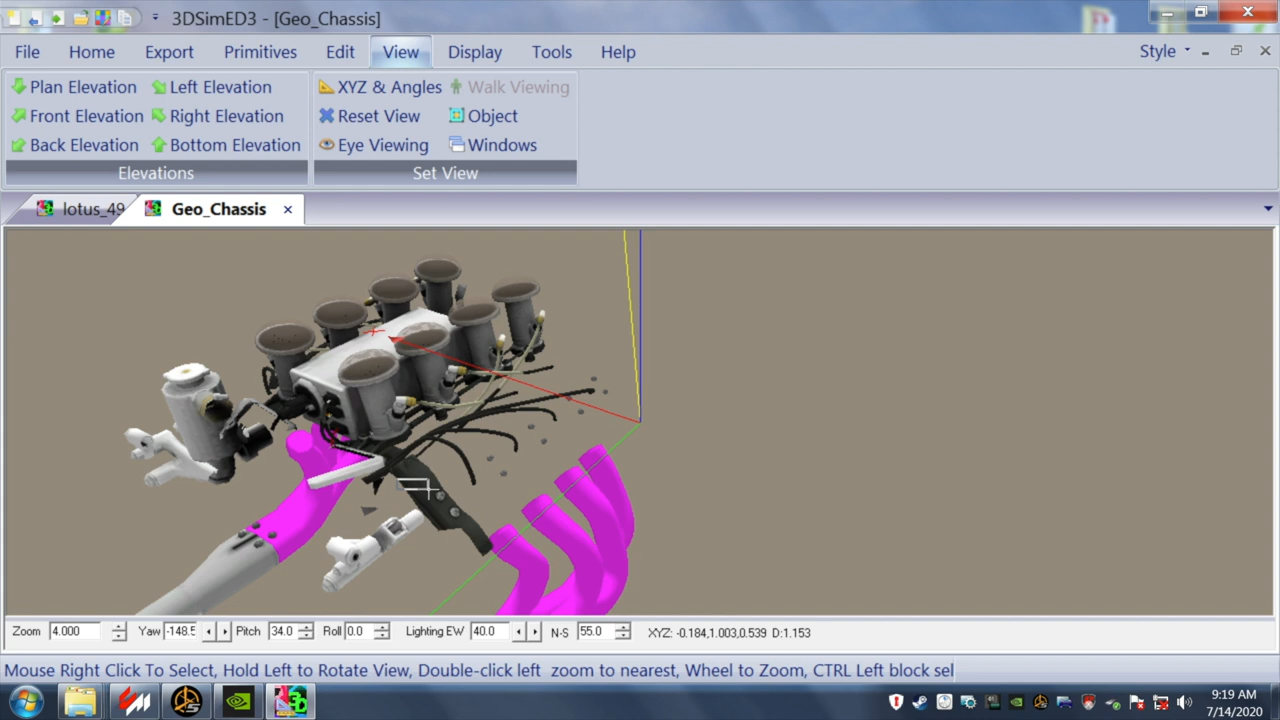 3DSimED3 - [Geo_Chassis]
File Home Export Primitives Edit View Display Tools Help Style
Plan Elevation Left Elevation XYZ & Angles Walk Viewing
Front Elevation Right Elevation Reset View Object
Back Elevation Bottom Elevation Eye Viewing Windows
Elevations Set View
lotus_49 Geo_Chassis
Zoom 4.000 Yaw -148.5 Pitch 34.0 Roll 0.0 Lighting EW 40.0 N-S 55.0 XYZ: -0.184,1.003,0.539 D:1.153
Mouse Right Click To Select, Hold Left to Rotate View, Double-click left zoom to nearest, Wheel to Zoom, CTRL Left block sel
9:19 AM
7/14/2020